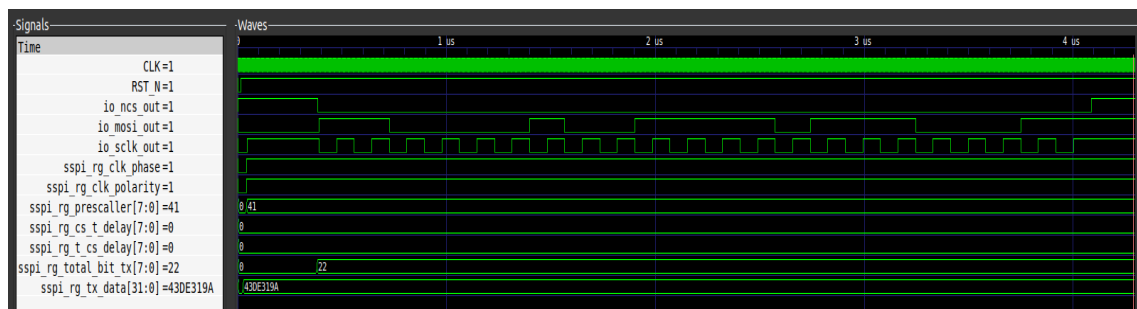 Signals
Waves
Time
0 1 us 2 us 3 us 4 us
CLK=1
RST_N=1
io_ncs_out=1
io_mosi_out=1
io_sclk_out=1
sspi_rg_clk_phase=1
sspi_rg_clk_polarity=1
sspi_rg_prescaller[7:0]=41
0 41
sspi_rg_cs_t_delay[7:0]=0
0
sspi_rg_t_cs_delay[7:0]=0
0
sspi_rg_total_bit_tx[7:0]=22
0 22
sspi_rg_tx_data[31:0]=43DE319A
43DE319A